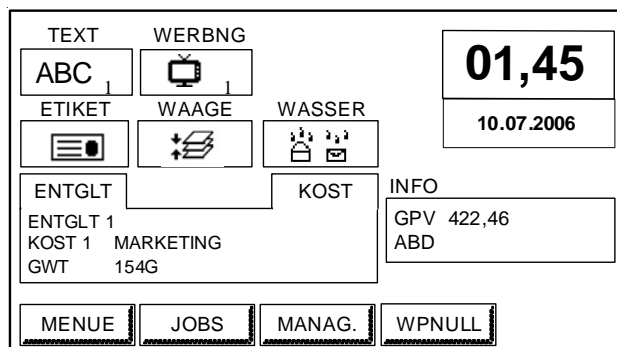 TEXT WERBNG
ABC 1 1
01,45
10.07.2006
ETIKET WAAGE WASSER
ENTGLT KOST
ENTGLT 1
KOST 1 MARKETING
GWT 154G
INFO
GPV 422,46
ABD
MENUE JOBS MANAG. WPNULL